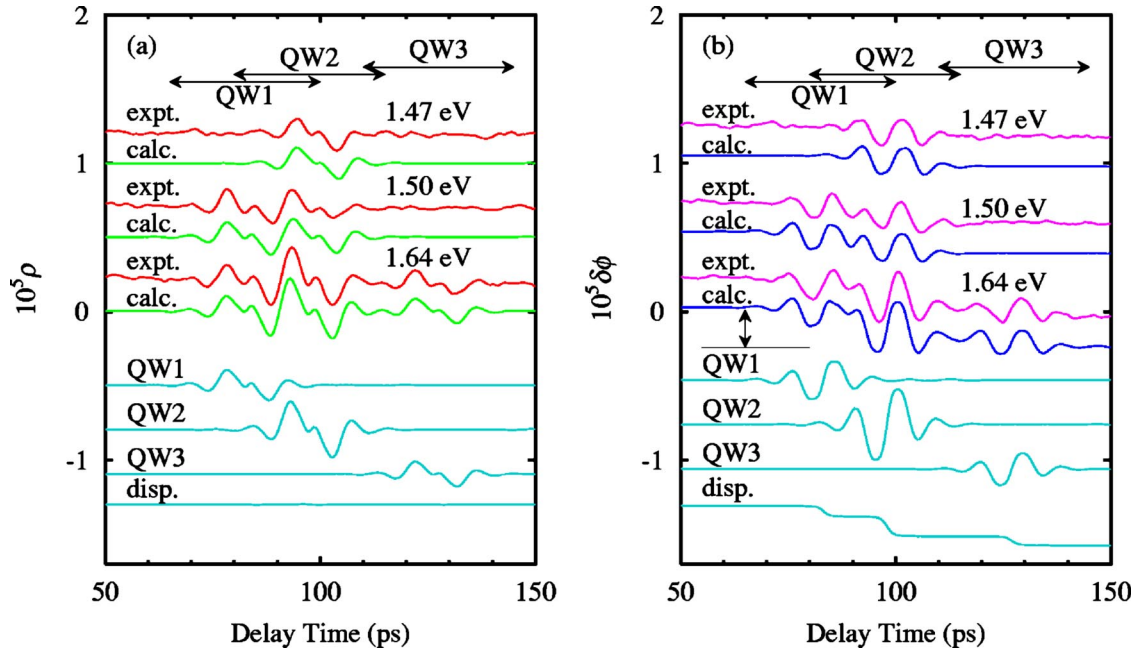 (a)
QW2
QW3
QW1
expt.
1.47 eV
calc.
expt.
1.50 eV
calc.
expt.
1.64 eV
calc.
QW1
QW2
QW3
disp.
2
1
0
-1
10⁵ρ
50
100
150
Delay Time (ps)
(b)
QW2
QW3
QW1
expt.
1.47 eV
calc.
expt.
1.50 eV
calc.
expt.
1.64 eV
calc.
QW1
QW2
QW3
disp.
2
1
0
-1
10⁵δϕ
50
100
150
Delay Time (ps)